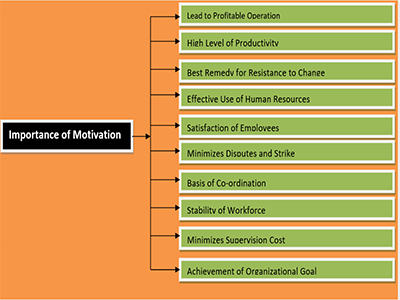 Lead to Profitable Operation
High Level of Productivity
Best Remedy for Resistance to Change
Effective Use of Human Resources
Importance of Motivation
Satisfaction of Employees
Minimizes Disputes and Strike
Basis of Co-ordination
Stability of Workforce
Minimizes Supervision Cost
Achievement of Organizational Goal